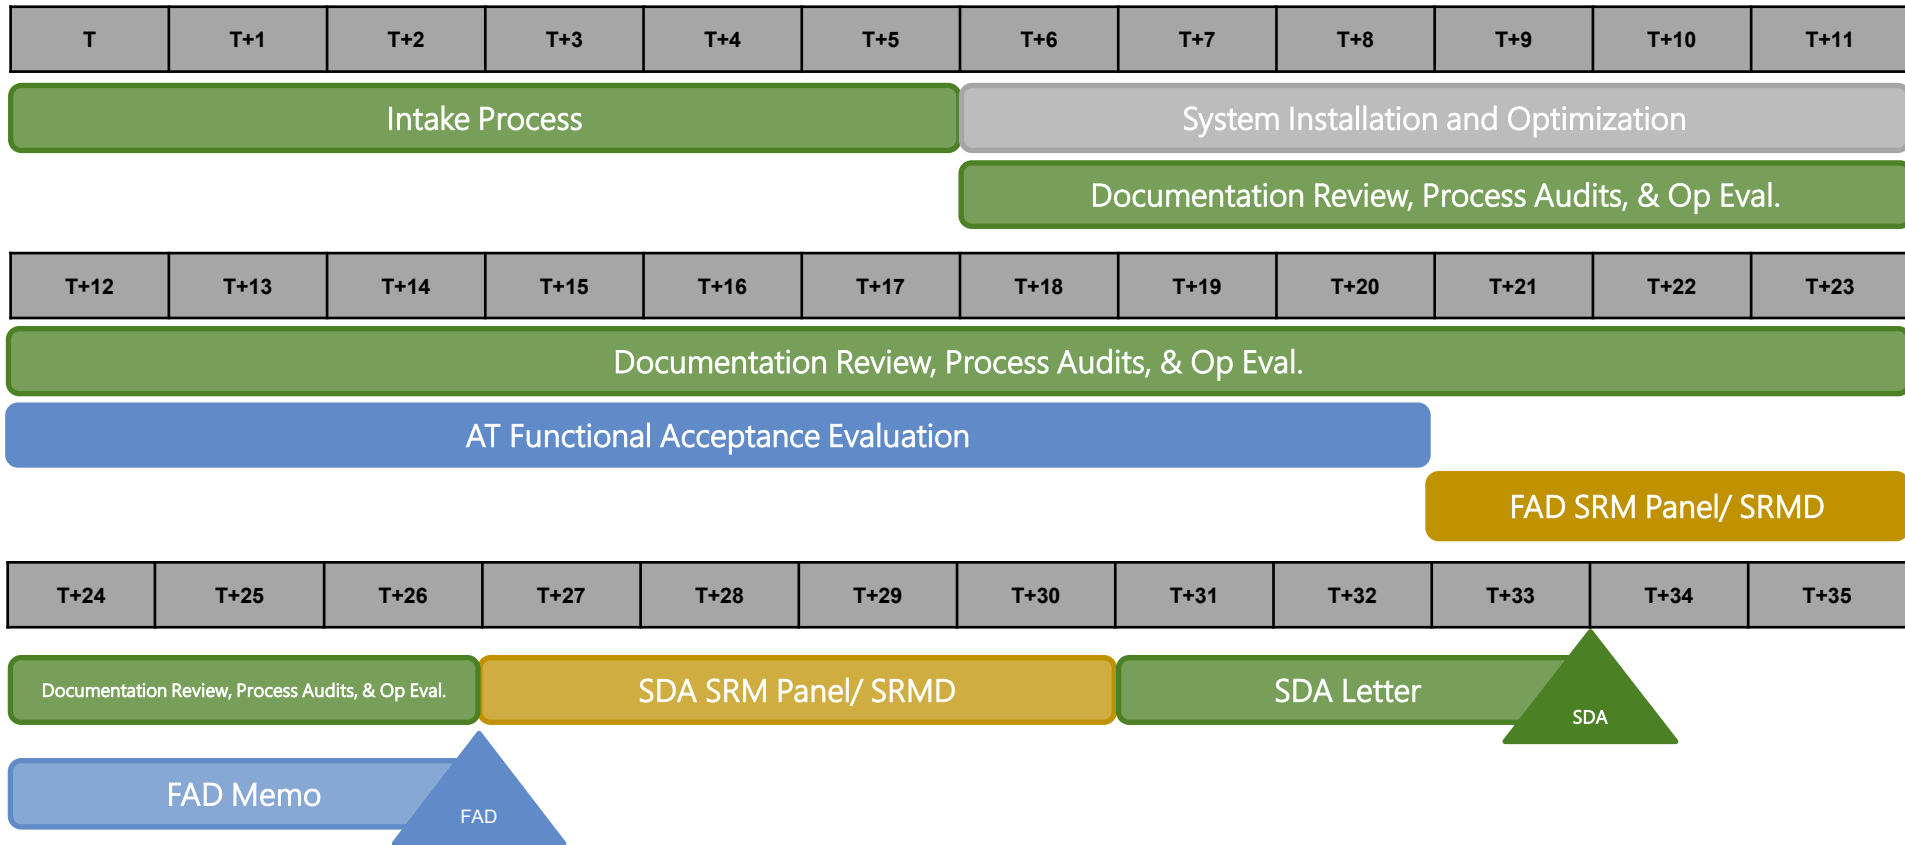 T T+1 T+2 T+3 T+4 T+5 T+6 T+7 T+8 T+9 T+10 T+11
Intake Process System Installation and Optimization
Documentation Review, Process Audits, & Op Eval.
T+12 T+13 T+14 T+15 T+16 T+17 T+18 T+19 T+20 T+21 T+22 T+23
Documentation Review, Process Audits, & Op Eval.
AT Functional Acceptance Evaluation
FAD SRM Panel/ SRMD
T+24 T+25 T+26 T+27 T+28 T+29 T+30 T+31 T+32 T+33 T+34 T+35
Documentation Review, Process Audits, & Op Eval. SDA SRM Panel/ SRMD SDA Letter
SDA
FAD Memo
FAD